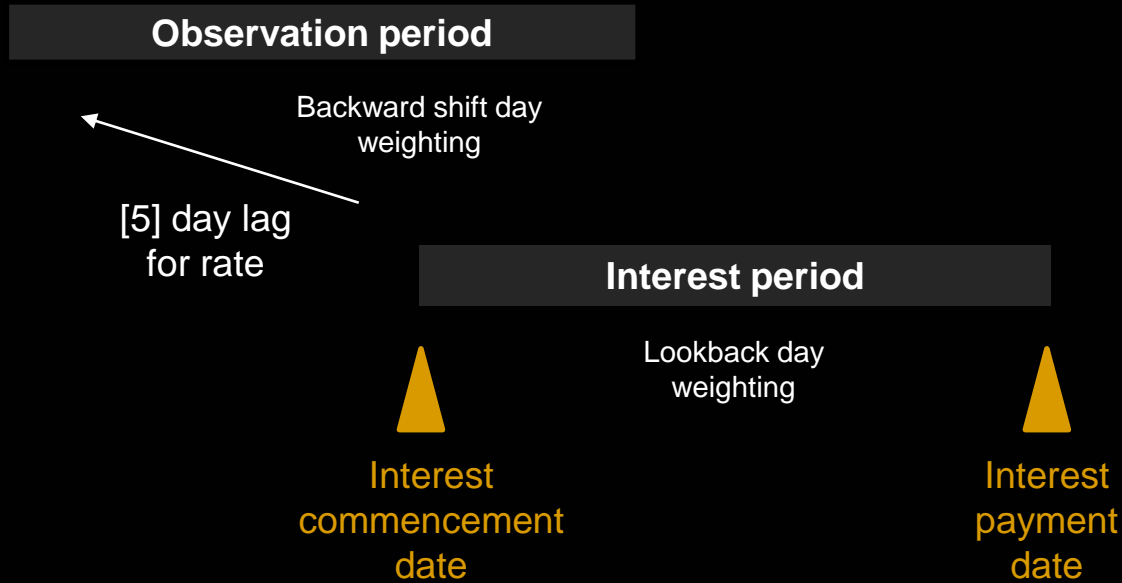 Observation period
Backward shift day
weighting
[5] day lag
for rate
Interest period
Lookback day
weighting
Interest
commencement
date
Interest
payment
date